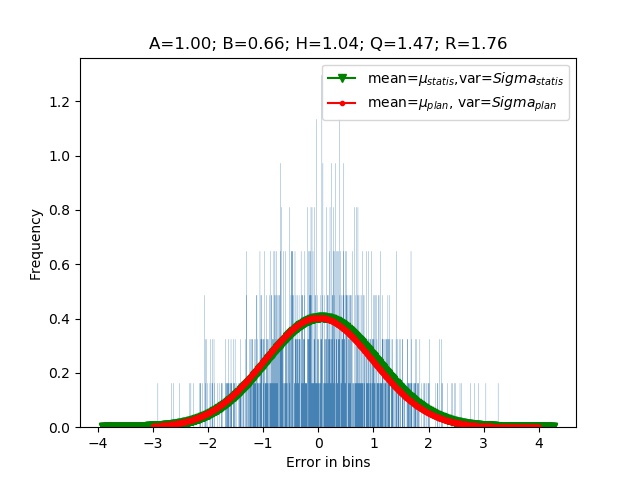 A=1.00; B=0.66; H=1.04; Q=1.47; R=1.76
mean=μstatis,var=Sigmastatis
mean=μplan, var=Sigmaplan
1.2
1.0
0.8
0.6
0.4
0.2
0.0
Frequency
−4 −3 −2 −1 0 1 2 3 4
Error in bins